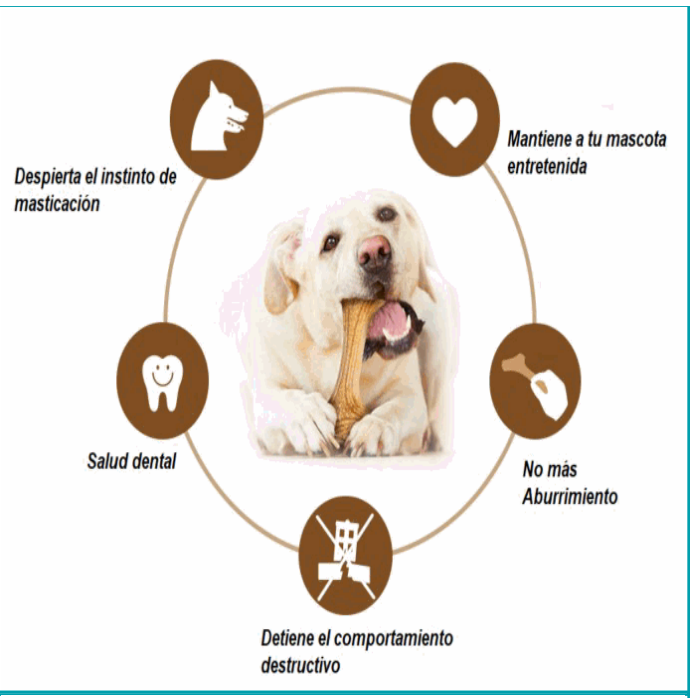 Despierta el instinto de
masticación
Mantiene a tu mascota
entretenida
Salud dental
No más
Aburrimiento
Detiene el comportamiento
destructivo